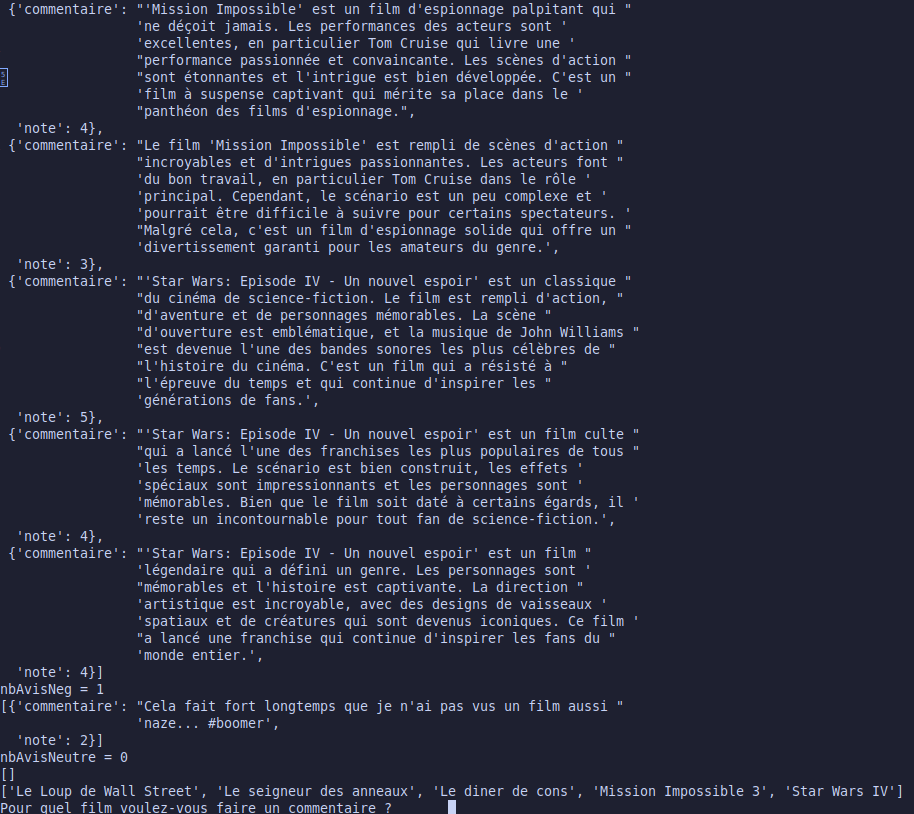 {'commentaire': "'Mission Impossible' est un film d'espionnage palpitant qui "
'ne déçoit jamais. Les performances des acteurs sont '
'excellentes, en particulier Tom Cruise qui livre une '
"performance passionnée et convaincante. Les scènes d'action "
"sont étonnantes et l'intrigue est bien développée. C'est un "
'film à suspense captivant qui mérite sa place dans le '
"panthéon des films d'espionnage.",
'note': 4},
{'commentaire': "Le film 'Mission Impossible' est rempli de scènes d'action "
"incroyables et d'intrigues passionnantes. Les acteurs font "
'du bon travail, en particulier Tom Cruise dans le rôle '
'principal. Cependant, le scénario est un peu complexe et '
'pourrait être difficile à suivre pour certains spectateurs. '
"Malgré cela, c'est un film d'espionnage solide qui offre un "
'divertissement garanti pour les amateurs du genre.',
'note': 3},
{'commentaire': "'Star Wars: Episode IV - Un nouvel espoir' est un classique "
"du cinéma de science-fiction. Le film est rempli d'action, "
"d'aventure et de personnages mémorables. La scène "
"d'ouverture est emblématique, et la musique de John Williams "
"est devenue l'une des bandes sonores les plus célèbres de "
"l'histoire du cinéma. C'est un film qui a résisté à "
"l'épreuve du temps et qui continue d'inspirer les "
'générations de fans.',
'note': 5},
{'commentaire': "'Star Wars: Episode IV - Un nouvel espoir' est un film culte "
"qui a lancé l'une des franchises les plus populaires de tous "
'les temps. Le scénario est bien construit, les effets '
'spéciaux sont impressionnants et les personnages sont '
'mémorables. Bien que le film soit daté à certains égards, il '
'reste un incontournable pour tout fan de science-fiction.',
'note': 4},
{'commentaire': "'Star Wars: Episode IV - Un nouvel espoir' est un film "
'légendaire qui a défini un genre. Les personnages sont '
"mémorables et l'histoire est captivante. La direction "
'artistique est incroyable, avec des designs de vaisseaux '
'spatiaux et de créatures qui sont devenus iconiques. Ce film '
"a lancé une franchise qui continue d'inspirer les fans du "
'monde entier.',
'note': 4}]
nbAvisNeg = 1
[{'commentaire': "Cela fait fort longtemps que je n'ai pas vus un film aussi "
'naze... #boomer',
'note': 2}]
nbAvisNeutre = 0
[]
['Le Loup de Wall Street', 'Le seigneur des anneaux', 'Le diner de cons', 'Mission Impossible 3', 'Star Wars IV']
Pour quel film voulez-vous faire un commentaire ?